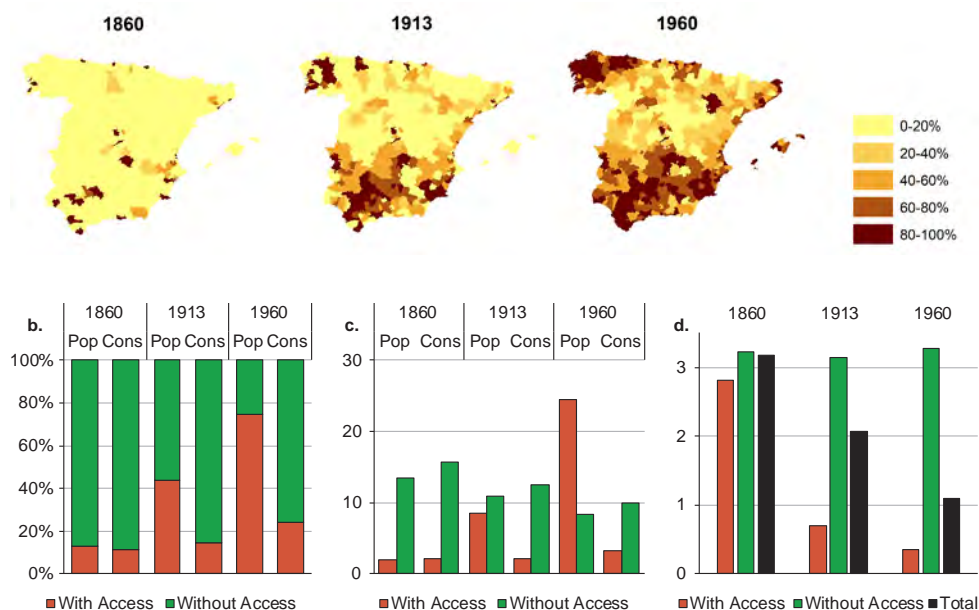 1860 1913 1960
0-20%
20-40%
40-60%
60-80%
80-100%
b. 1860 1913 1960
Pop Cons Pop Cons Pop Cons
100%
80%
60%
40%
20%
0%
With Access Without Access
c. 1860 1913 1960
Pop Cons Pop Cons Pop Cons
30
20
10
0
With Access Without Access
d. 1860 1913 1960
3
2
1
0
With Access Without Access Total